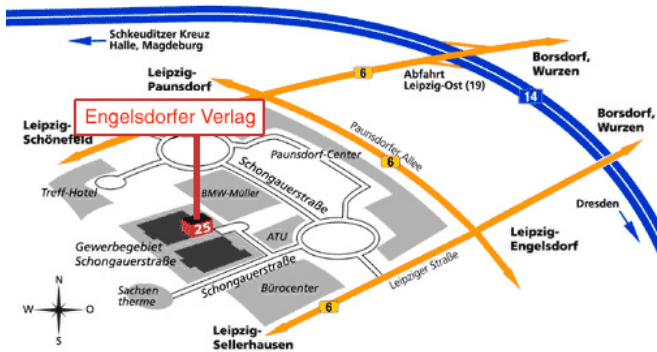 Schkeuditzer Kreuz
Halle, Magdeburg
Borsdorf,
Wurzen
Leipzig-
Paunsdorf
6
Abfahrt
Leipzig-Ost (19)
14
Engelsdorfer Verlag
Borsdorf,
Wurzen
Leipzig-
Schönefeld
Paunsdorfer Allee
6
Paunsdorf-Center
Schongauerstraße
Treff-Hotel
BMW-Müller
Dresden
25
ATU
Leipzig-
Engelsdorf
Gewerbegebiet
Schongauerstraße
Schongauerstraße
Leipziger Straße
Sachsen
therme
Bürocenter
6
Leipzig-
Sellerhausen
N
W
O
S